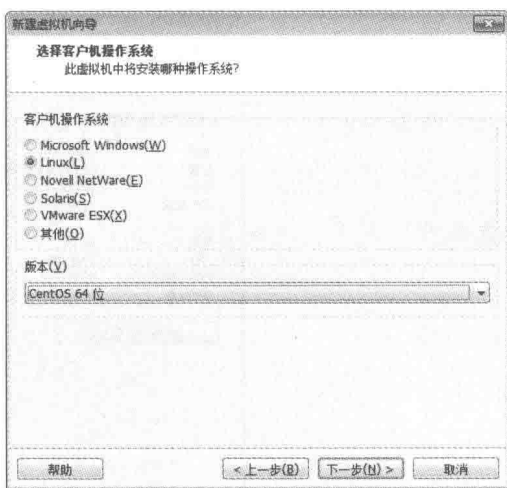 新建虚拟机向导
选择客户机操作系统
此虚拟机中将安装哪种操作系统?
客户机操作系统
Microsoft Windows(W)
Linux(L)
Novell NetWare(E)
Solaris(S)
VMware ESX(X)
其他(O)
版本(V)
CentOS 64 位
帮助
< 上一步(B)
下一步(N) >
取消